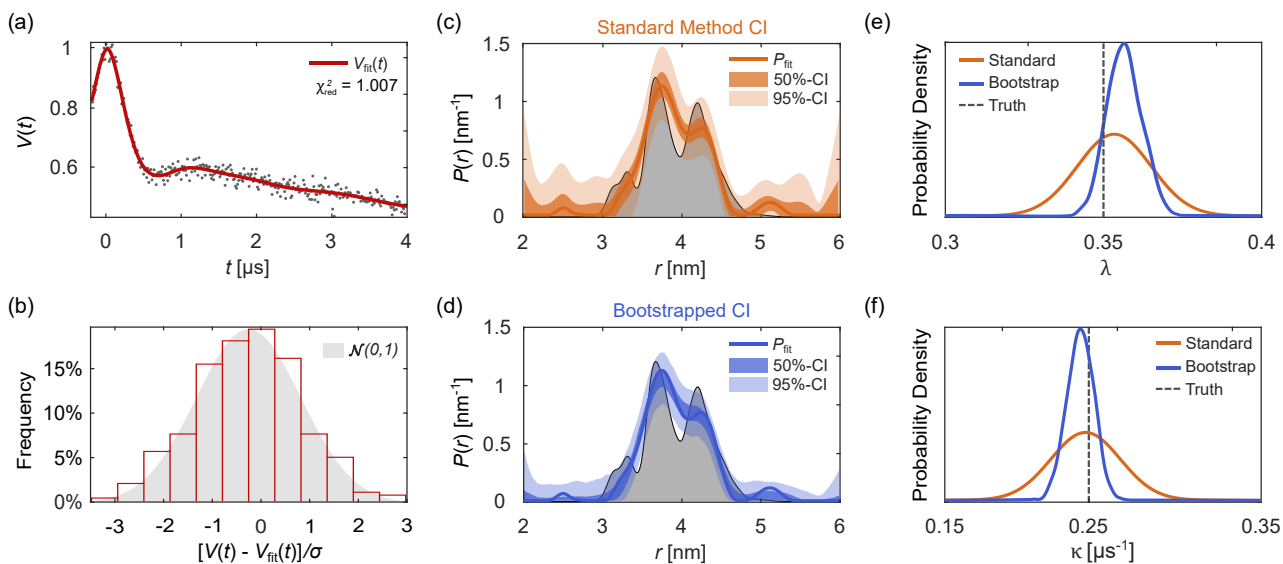 (a)
1
0.8
0.6
V(t)
V_fit(t)
χ²_red = 1.007
0 1 2 3 4
t [µs]
(b)
15%
10%
5%
0%
Frequency
𝒩(0,1)
-3 -2 -1 0 1 2 3
[V(t) - V_fit(t)]/σ
(c)
Standard Method CI
1.5
1
0.5
0
P(r) [nm⁻¹]
P_fit
50%-CI
95%-CI
2 3 4 5 6
r [nm]
(d)
Bootstrapped CI
1.5
1
0.5
0
P(r) [nm⁻¹]
P_fit
50%-CI
95%-CI
2 3 4 5 6
r [nm]
(e)
Probability Density
Standard
Bootstrap
Truth
0.3 0.35 0.4
λ
(f)
Probability Density
Standard
Bootstrap
Truth
0.15 0.25 0.35
κ [µs⁻¹]